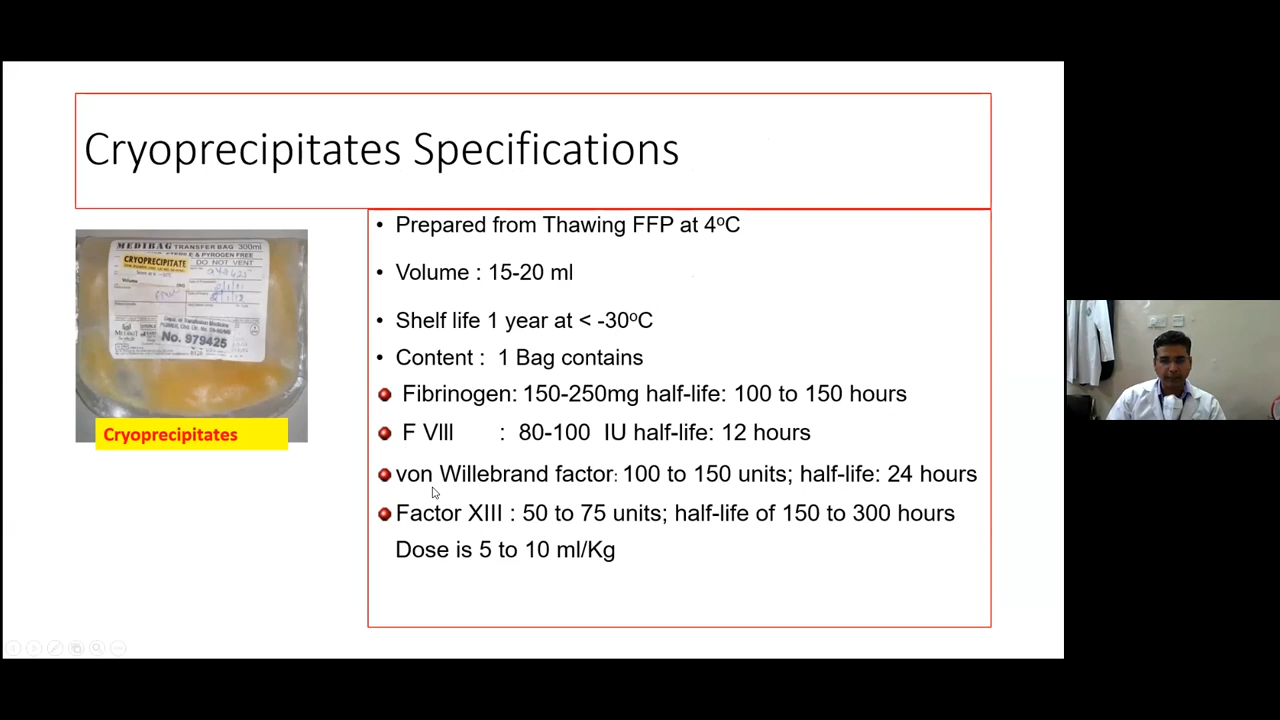 Cryoprecipitates Specifications
• Prepared from Thawing FFP at 4oC
• Volume : 15-20 ml
• Shelf life 1 year at < -30oC
• Content : 1 Bag contains
Fibrinogen: 150-250mg half-life: 100 to 150 hours
F VIII : 80-100 IU half-life: 12 hours
von Willebrand factor: 100 to 150 units; half-life: 24 hours
Factor XIII : 50 to 75 units; half-life of 150 to 300 hours
Dose is 5 to 10 ml/Kg
MEDIBAG TRANSFER BAG 300ml
& PYROGEN FREE
CRYOPRECIPITATE
DO NOT VENT
Volume
No. 979425
Cryoprecipitates